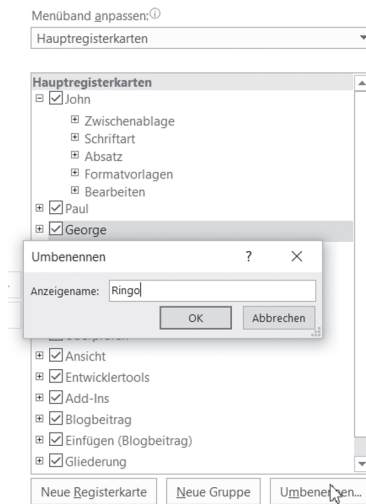 Menüband anpassen:
Hauptregisterkarten
Hauptregisterkarten
John
Zwischenablage
Schriftart
Absatz
Formatvorlagen
Bearbeiten
Paul
George
Umbenennen ?
Anzeigename: Ringo
OK Abbrechen
Ansicht
Entwicklertools
Add-Ins
Blogbeitrag
Einfügen (Blogbeitrag)
Gliederung
Neue Registerkarte Neue Gruppe Umbenennen...